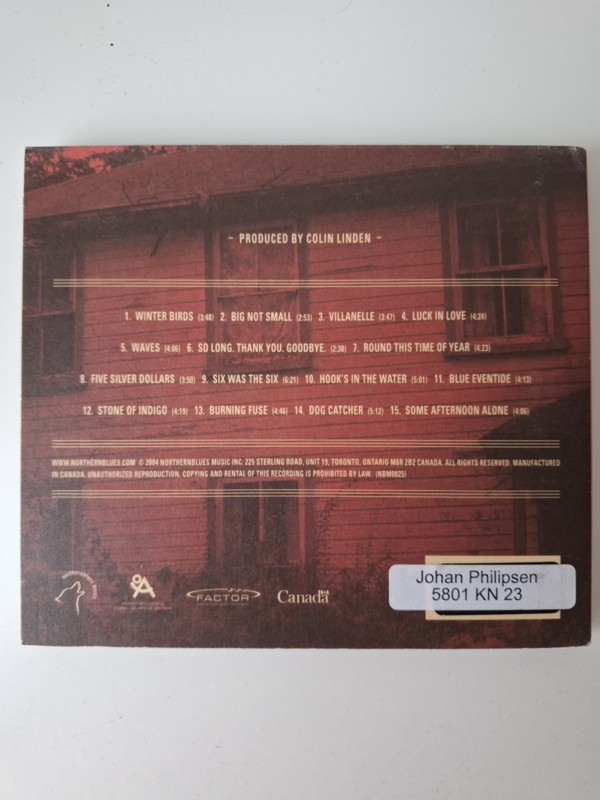 – PRODUCED BY COLIN LINDEN –
1. WINTER BIRDS (3:48) 2. BIG NOT SMALL (2:53) 3. VILLANELLE (3:47) 4. LUCK IN LOVE (4:24)
5. WAVES (4:06) 6. SO LONG. THANK YOU. GOODBYE. (2:38) 7. ROUND THIS TIME OF YEAR (4:23)
8. FIVE SILVER DOLLARS (3:50) 9. SIX WAS THE SIX (6:21) 10. HOOK'S IN THE WATER (5:01) 11. BLUE EVENTIDE (4:13)
12. STONE OF INDIGO (4:19) 13. BURNING FUSE (4:46) 14. DOG CATCHER (5:12) 15. SOME AFTERNOON ALONE (4:06)
WWW.NORTHERNBLUES.COM © 2004 NORTHERNBLUES MUSIC INC. 225 STERLING ROAD, UNIT 19, TORONTO, ONTARIO M6R 2B2 CANADA. ALL RIGHTS RESERVED. MANUFACTURED
IN CANADA. UNAUTHORIZED REPRODUCTION, COPYING AND RENTAL OF THIS RECORDING IS PROHIBITED BY LAW. (NBM0025)
northernblues music
FACTOR
Canada
Johan Philipsen
5801 KN 23